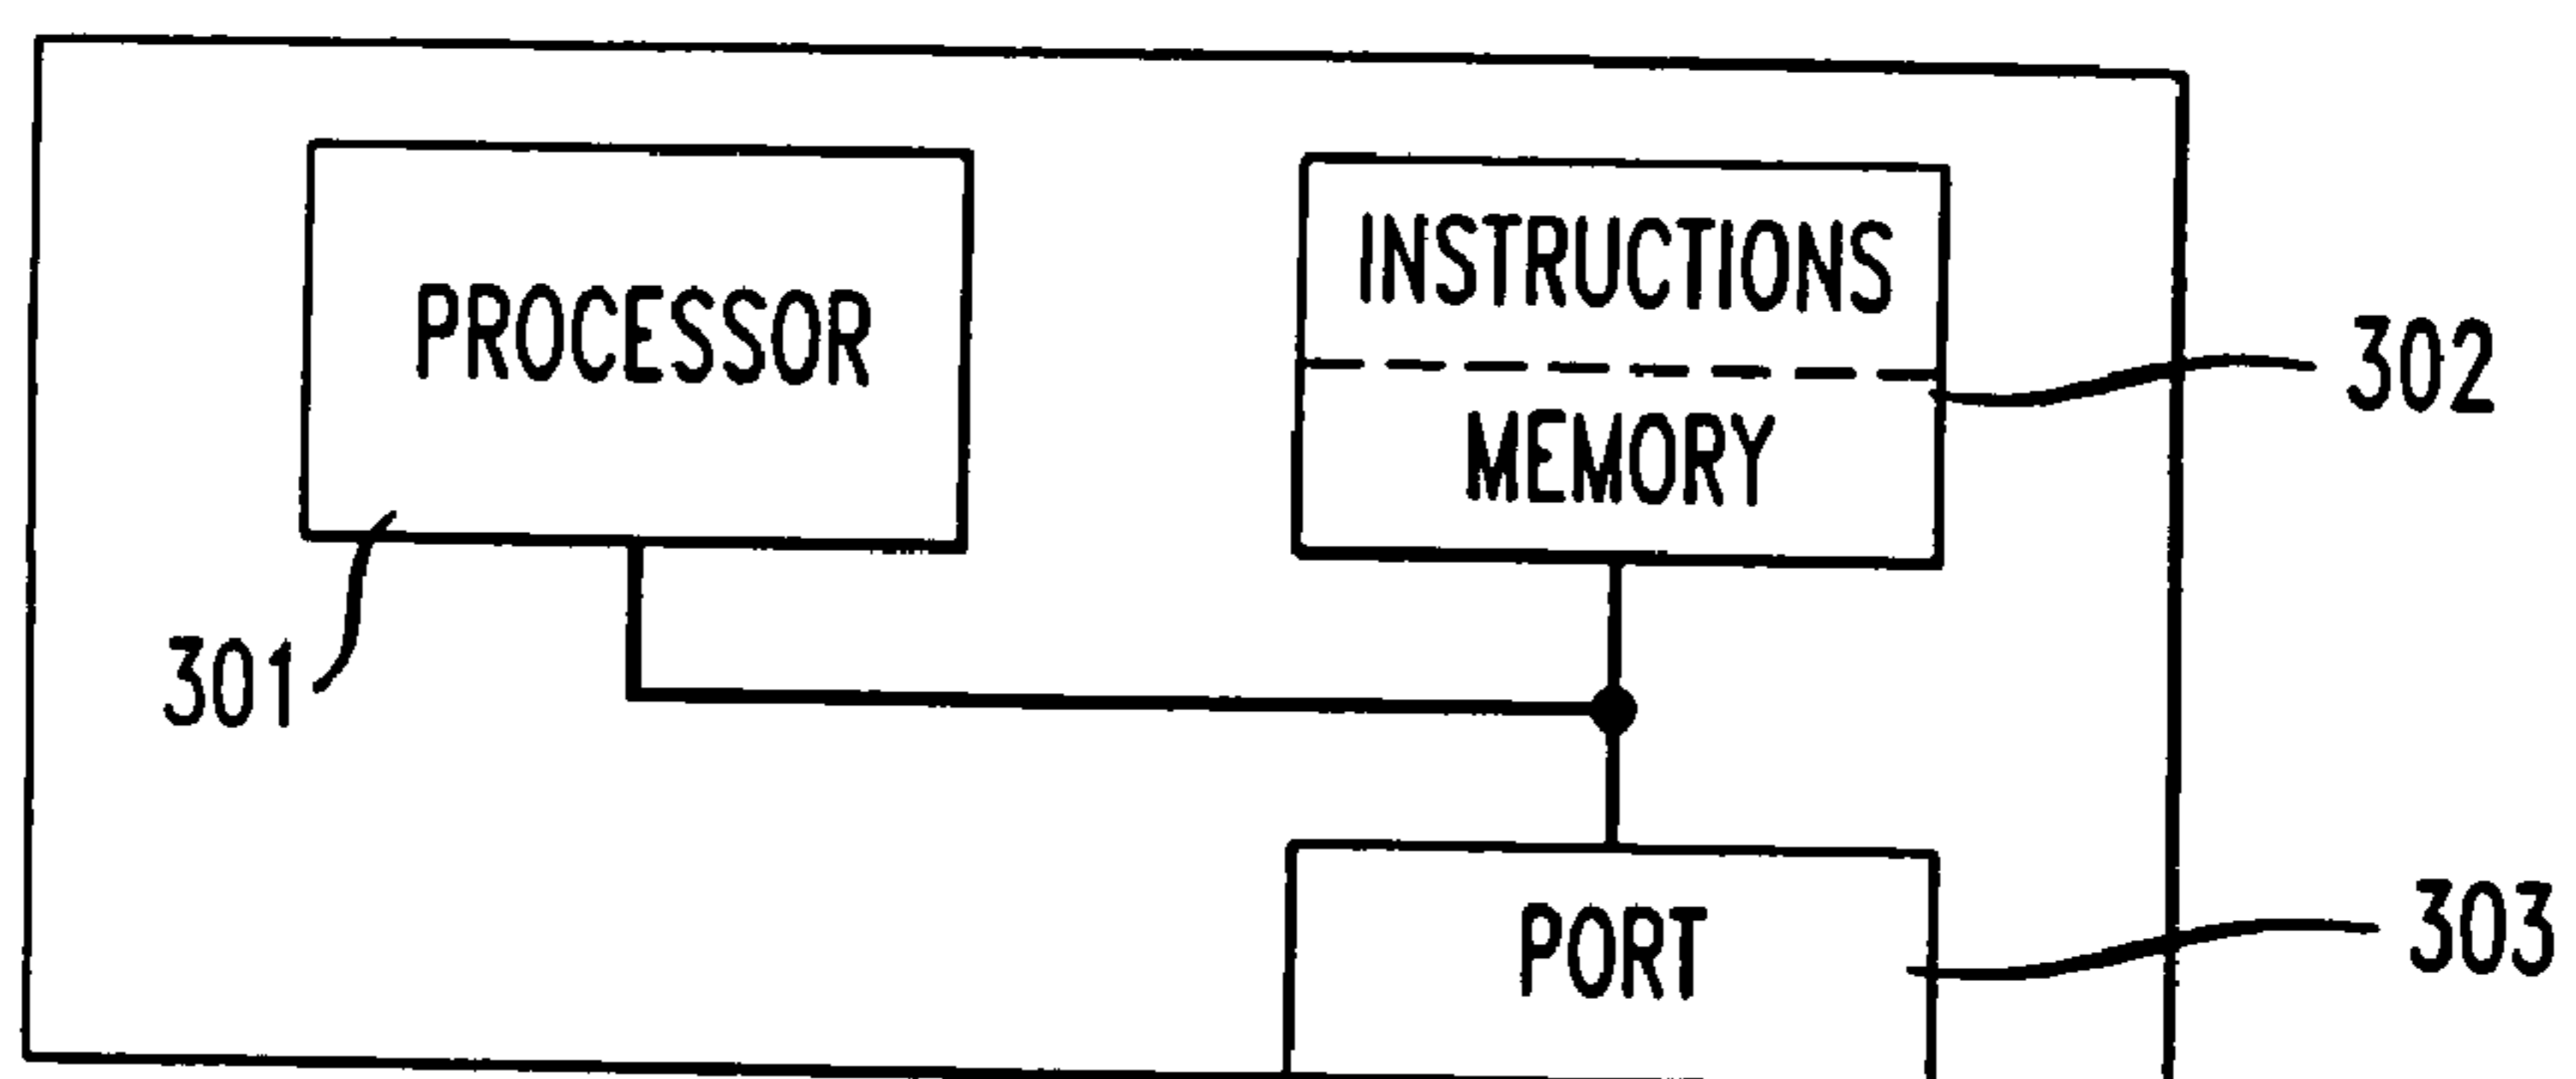 INSTRUCTIONS
PROCESSOR
302
MEMORY
301
PORT
303